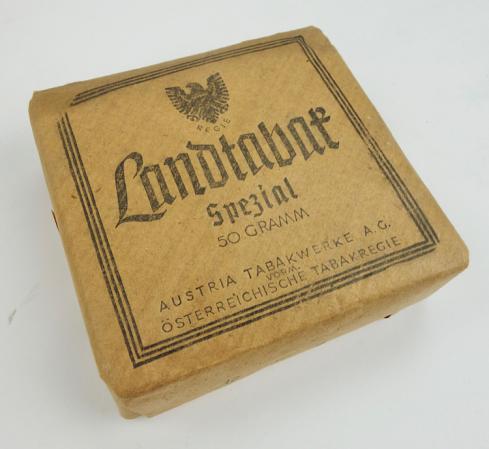 REGIE
Landtabak
Spezial
50 GRAMM
AUSTRIA TABAKWERKE A.G.
VORM.
ÖSTERREICHISCHE TABAKREGIE